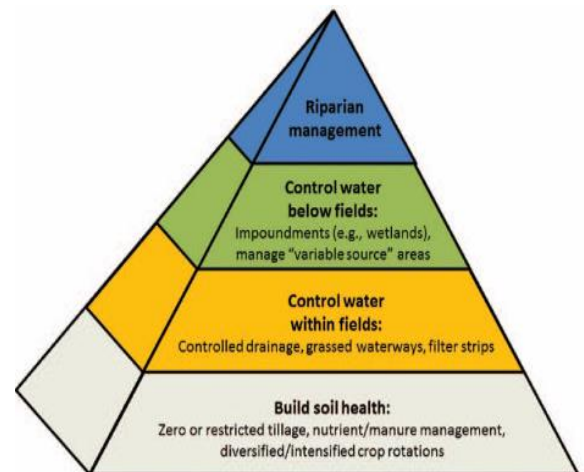 Riparian
management
Control water
below fields:
Impoundments (e.g., wetlands),
manage “variable source” areas
Control water
within fields:
Controlled drainage, grassed waterways, filter strips
Build soil health:
Zero or restricted tillage, nutrient/manure management,
diversified/intensified crop rotations